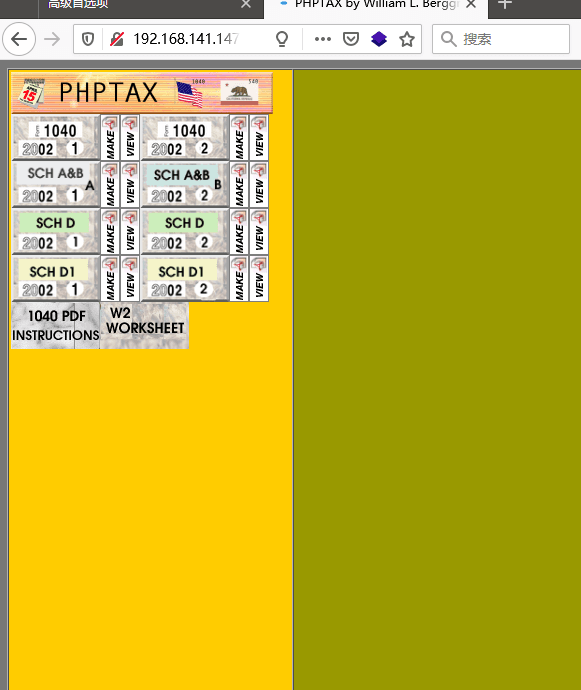 高级首选项
PHPTAX by William L. Bergg
192.168.141.147
搜索
APRIL 15 PHPTAX 1040 540
Form 1040 2002 1 MAKE VIEW Form 1040 2002 2 MAKE VIEW
SCH A&B A 2002 1 MAKE VIEW SCH A&B B 2002 2 MAKE VIEW
SCH D 2002 1 MAKE VIEW SCH D 2002 2 MAKE VIEW
SCH D1 2002 1 MAKE VIEW SCH D1 2002 2 MAKE VIEW
1040 PDF W2
INSTRUCTIONS WORKSHEET